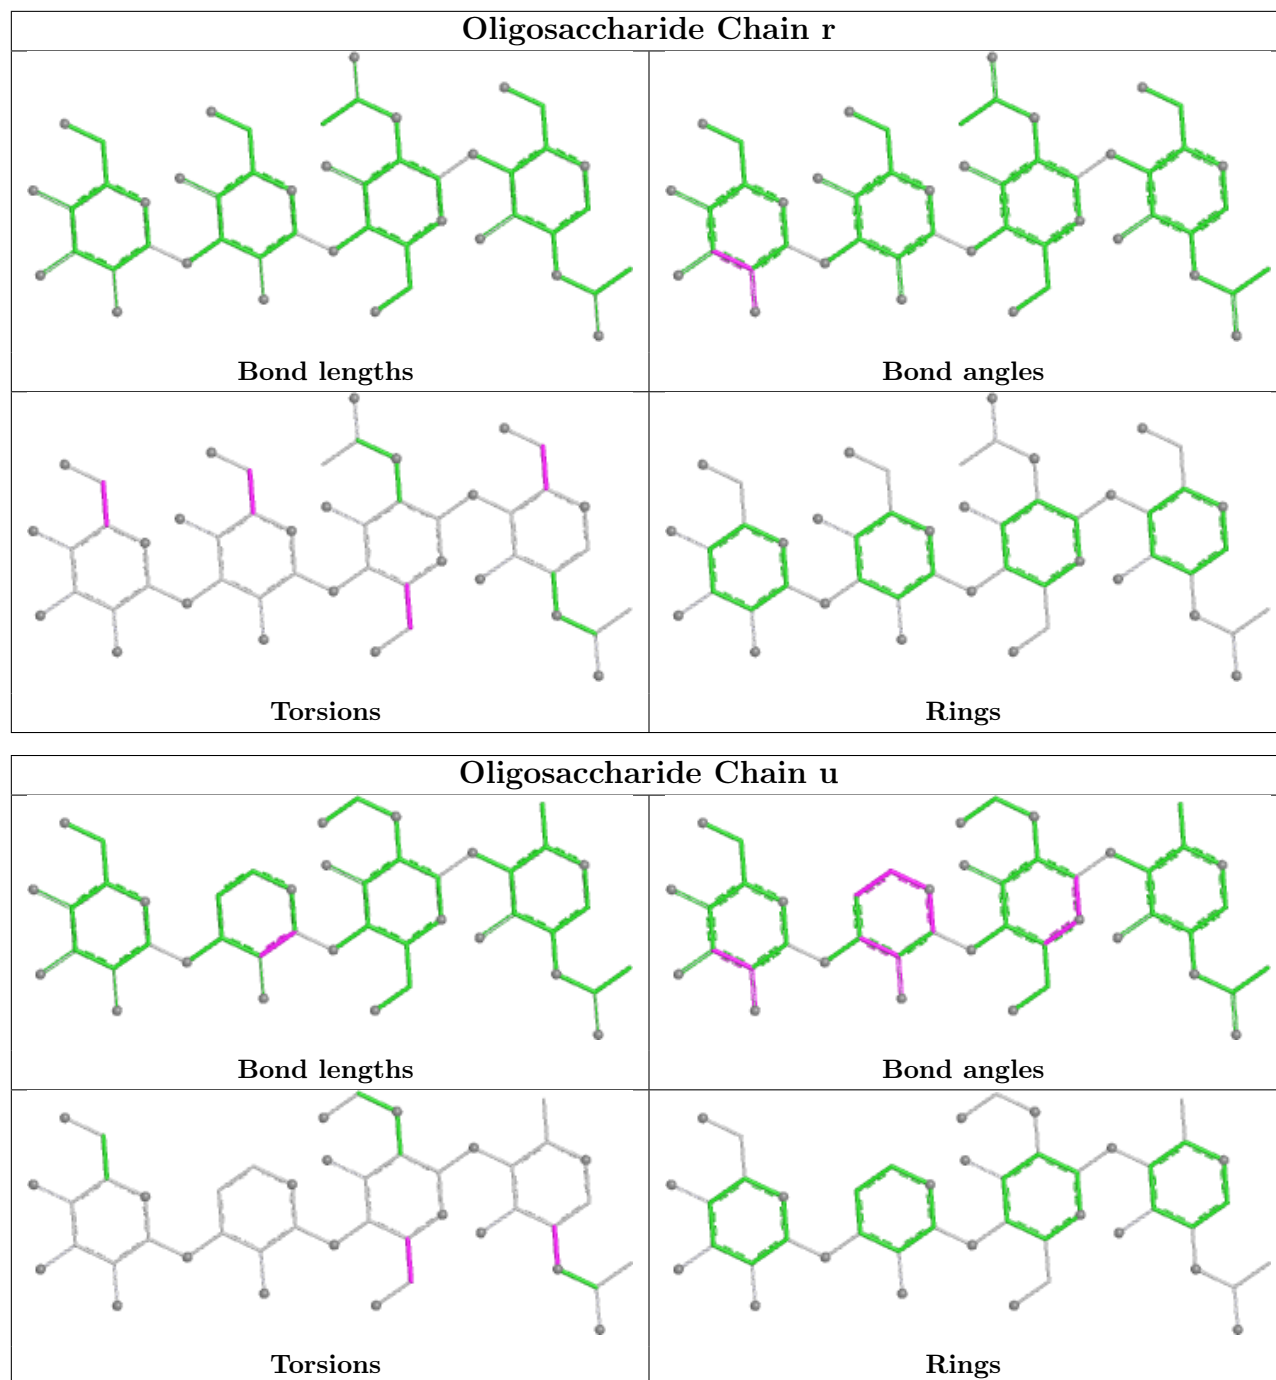 Oligosaccharide Chain r
Bond lengths
Bond angles
Torsions
Rings
Oligosaccharide Chain u
Bond lengths
Bond angles
Torsions
Rings